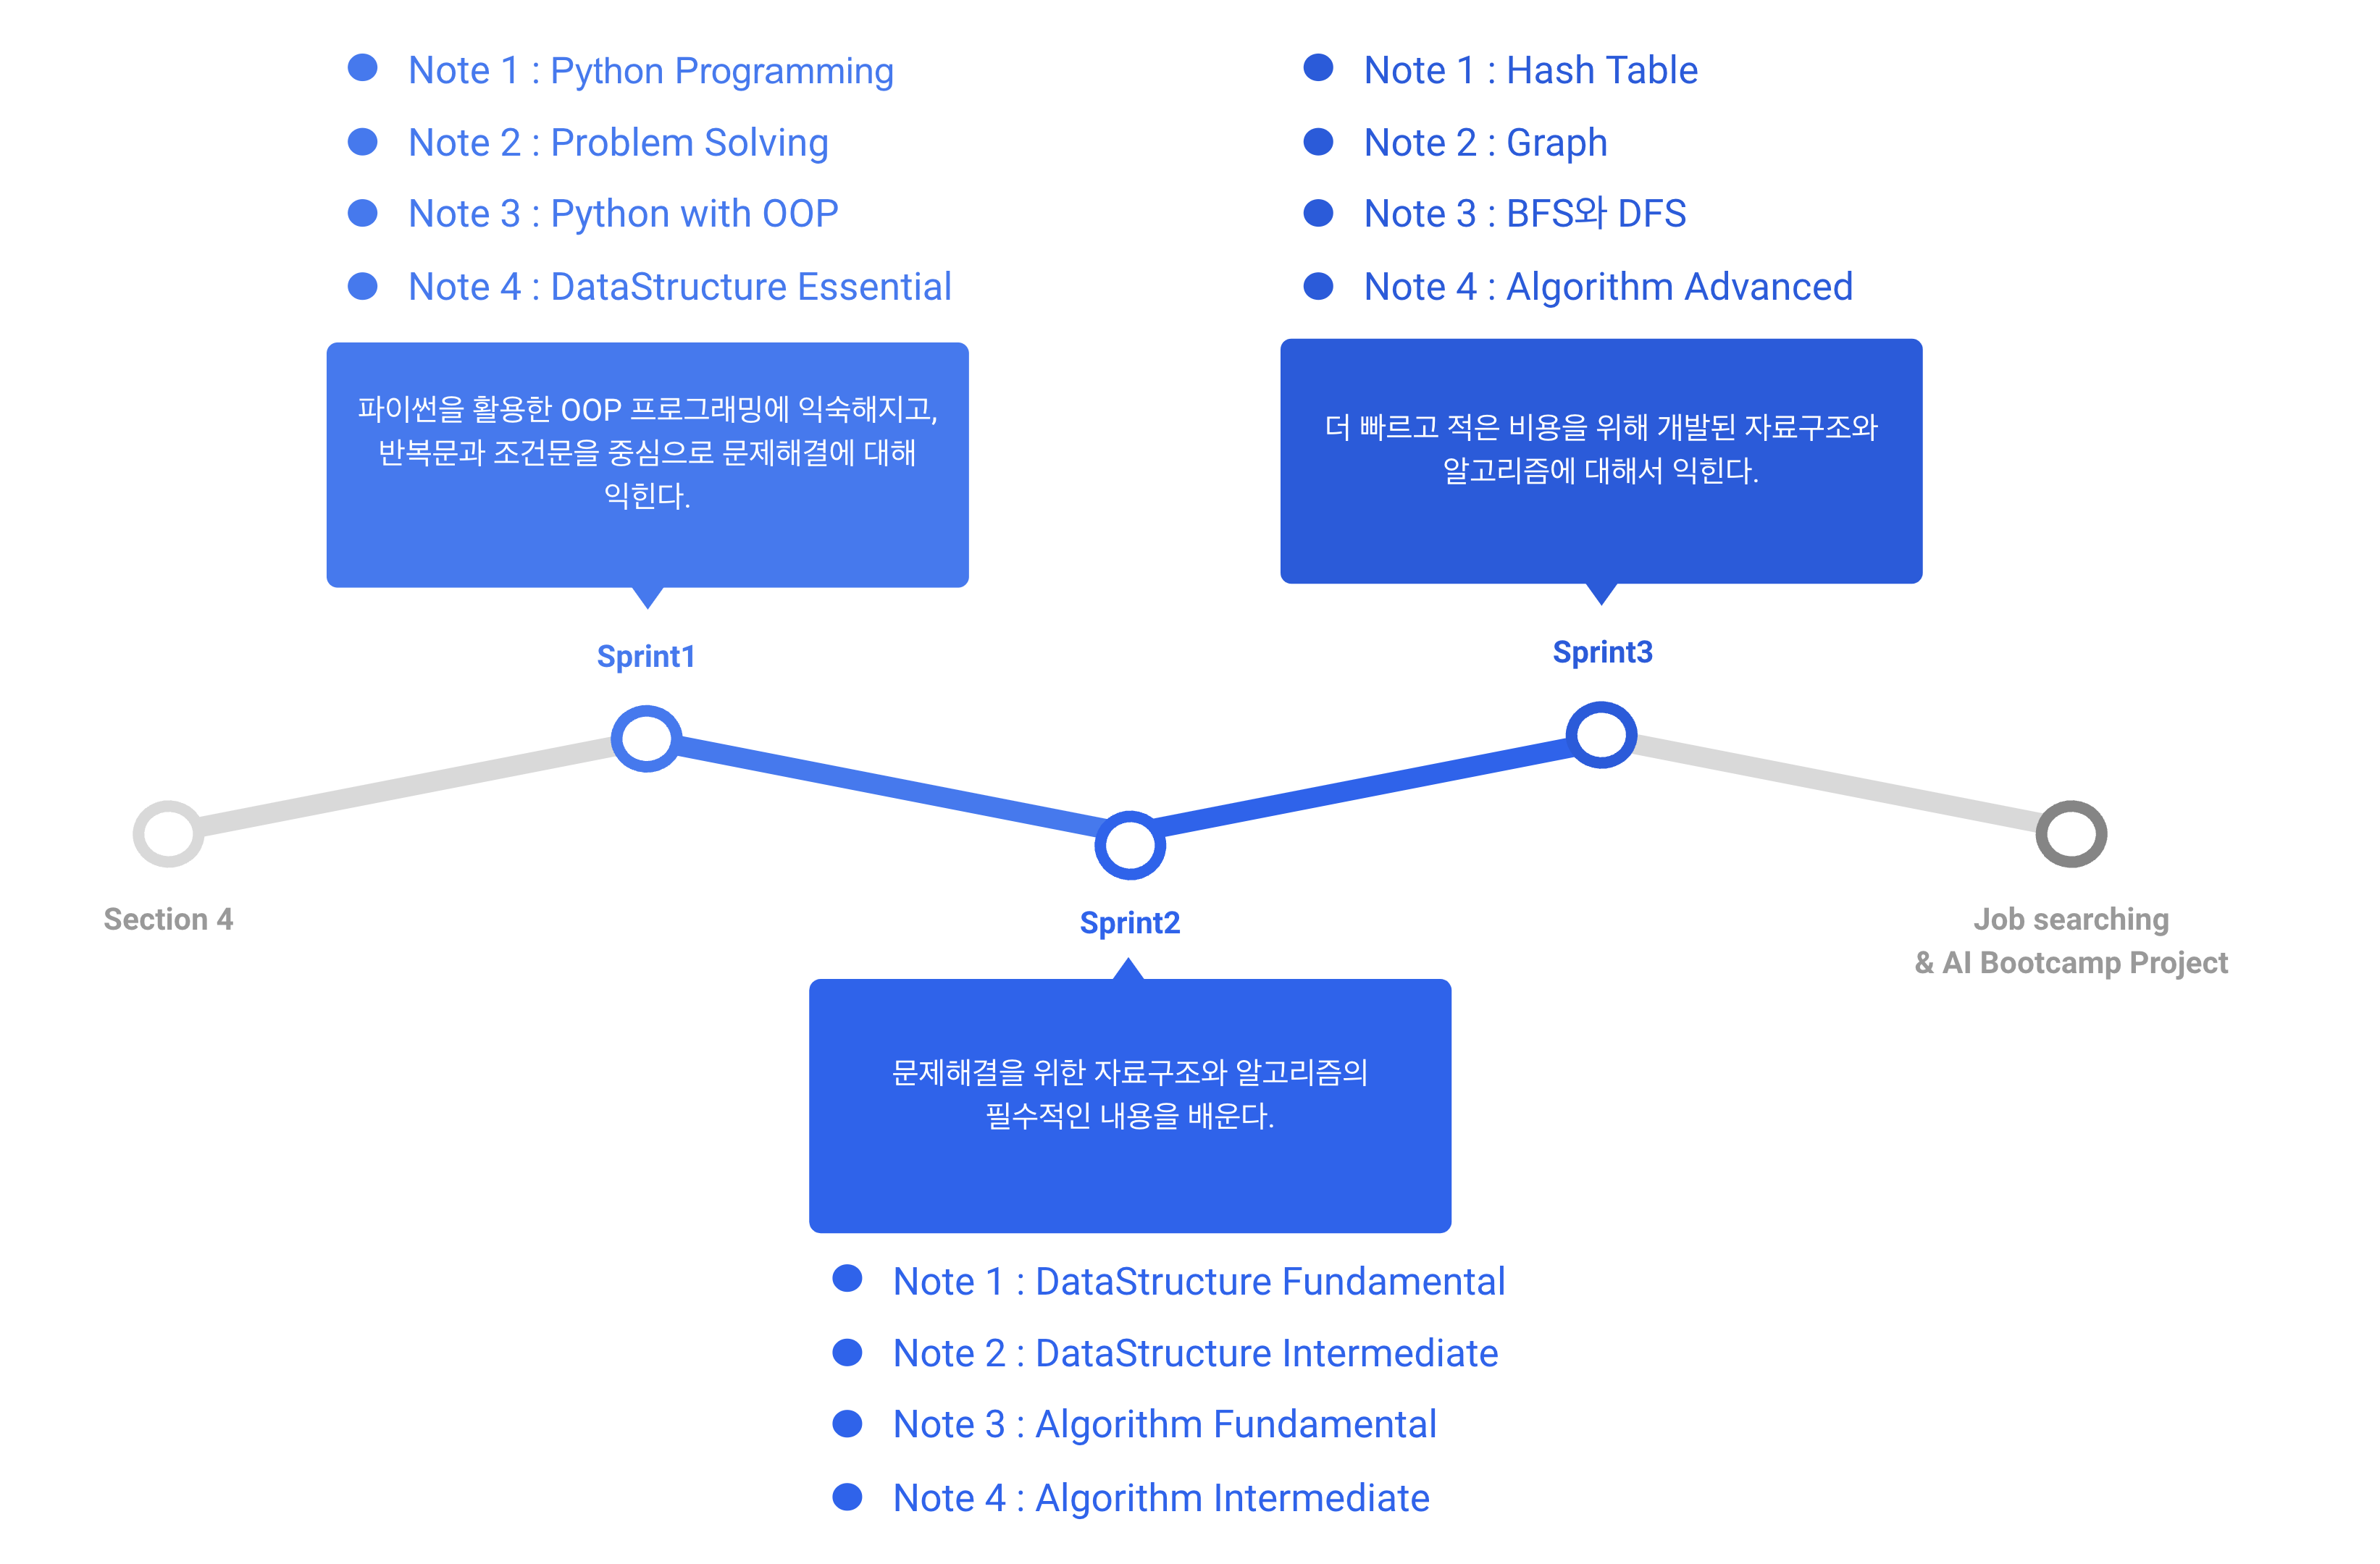 Note 1 : Python Programming
Note 2 : Problem Solving
Note 3 : Python with OOP
Note 4 : DataStructure Essential
파이썬을 활용한 OOP 프로그래밍에 익숙해지고,
반복문과 조건문을 중심으로 문제해결에 대해
익힌다.
Sprint1
Note 1 : Hash Table
Note 2 : Graph
Note 3 : BFS와 DFS
Note 4 : Algorithm Advanced
더 빠르고 적은 비용을 위해 개발된 자료구조와
알고리즘에 대해서 익힌다.
Sprint3
Section 4
Sprint2
Job searching
& AI Bootcamp Project
문제해결을 위한 자료구조와 알고리즘의
필수적인 내용을 배운다.
Note 1 : DataStructure Fundamental
Note 2 : DataStructure Intermediate
Note 3 : Algorithm Fundamental
Note 4 : Algorithm Intermediate